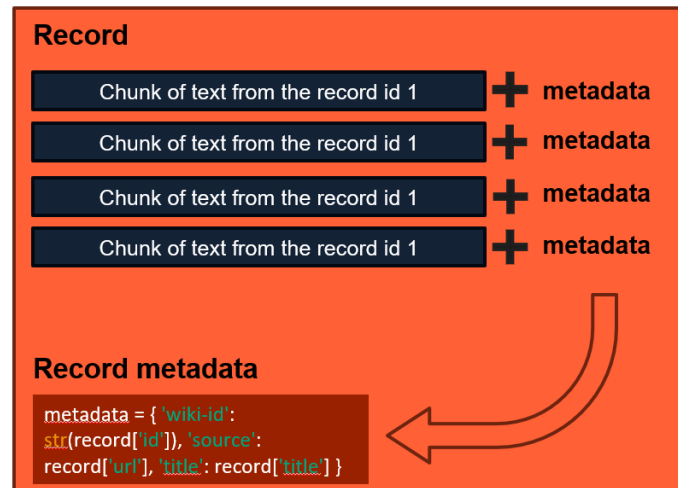 Record
Chunk of text from the record id 1 + metadata
Chunk of text from the record id 1 + metadata
Chunk of text from the record id 1 + metadata
Chunk of text from the record id 1 + metadata
Record metadata
metadata = { 'wiki-id':
str(record['id']), 'source':
record['url'], 'title': record['title'] }